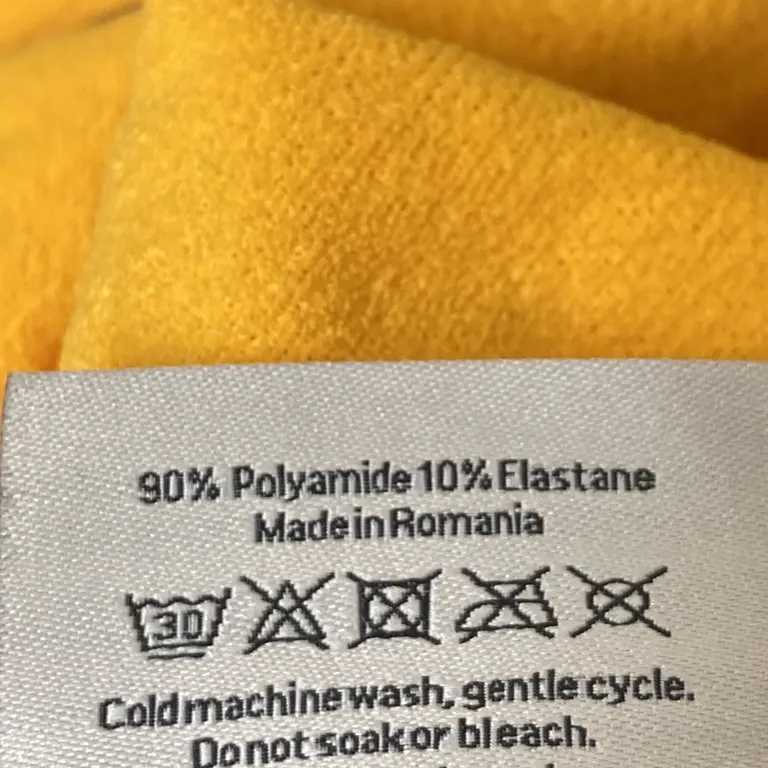 90% Polyamide 10% Elastane
Made in Romania
30
Cold machine wash, gentle cycle.
Do not soak or bleach.